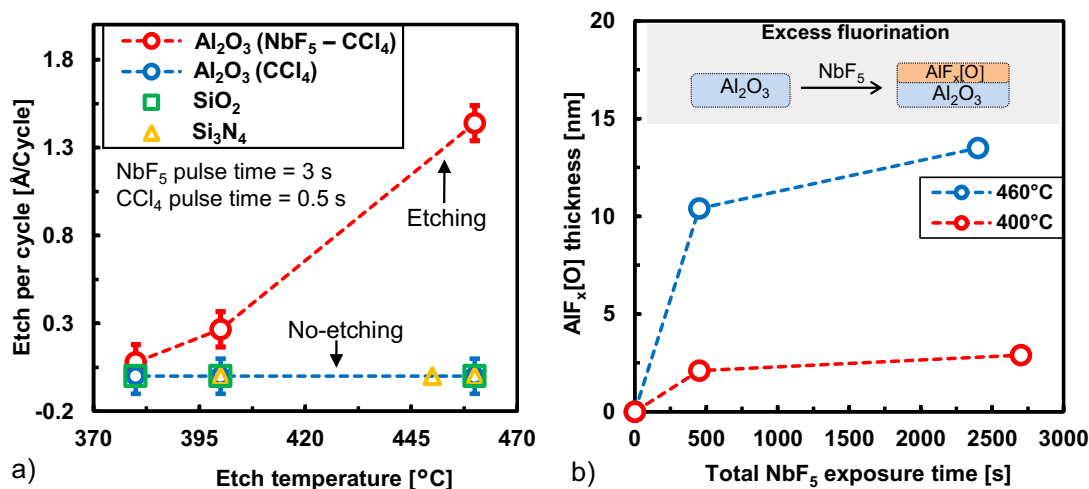 Etch per cycle [Å/Cycle]
1.8
1.3
0.8
0.3
-0.2
Al₂O₃ (NbF₅ – CCl₄)
Al₂O₃ (CCl₄)
SiO₂
Si₃N₄
NbF₅ pulse time = 3 s
CCl₄ pulse time = 0.5 s
Etching
No-etching
370 395 420 445 470
Etch temperature [°C]
a)
AlFₓ[O] thickness [nm]
20
15
10
5
0
Excess fluorination
Al₂O₃
NbF₅
AlFₓ[O]
Al₂O₃
460°C
400°C
0 500 1000 1500 2000 2500 3000
Total NbF₅ exposure time [s]
b)